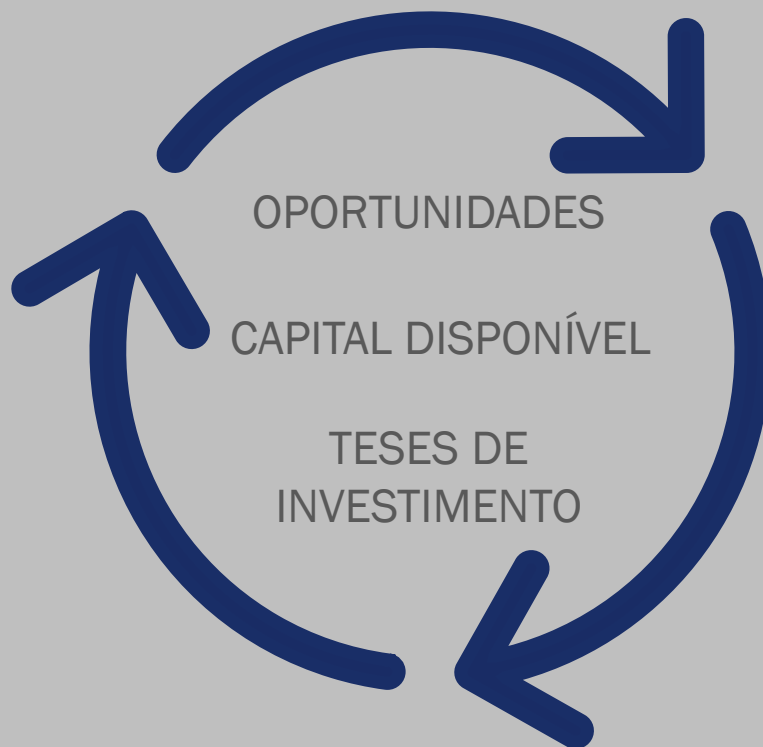 OPORTUNIDADES
CAPITAL DISPONÍVEL
TESES DE
INVESTIMENTO